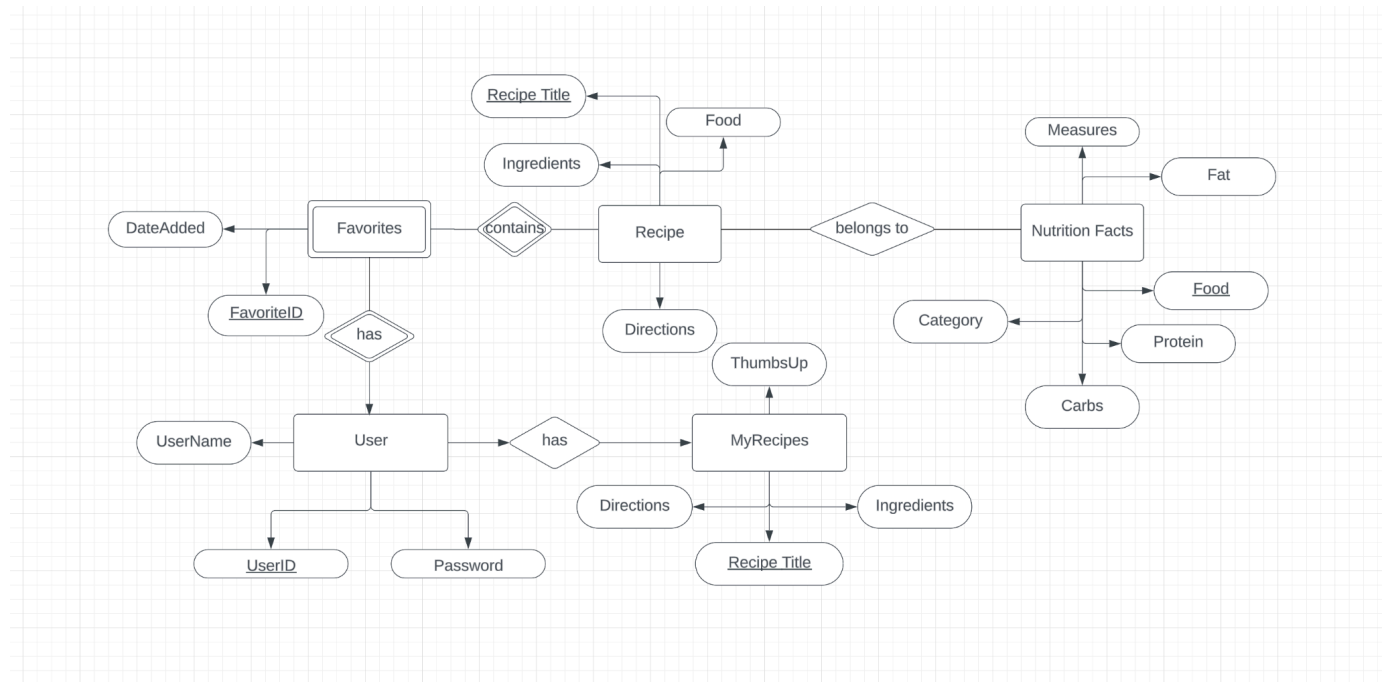 Recipe Title
Food
Measures
Ingredients
Fat
DateAdded
Favorites
contains
Recipe
belongs to
Nutrition Facts
Food
FavoriteID
Category
has
Directions
Protein
ThumbsUp
Carbs
UserName
User
has
MyRecipes
Directions
Ingredients
UserID
Password
Recipe Title